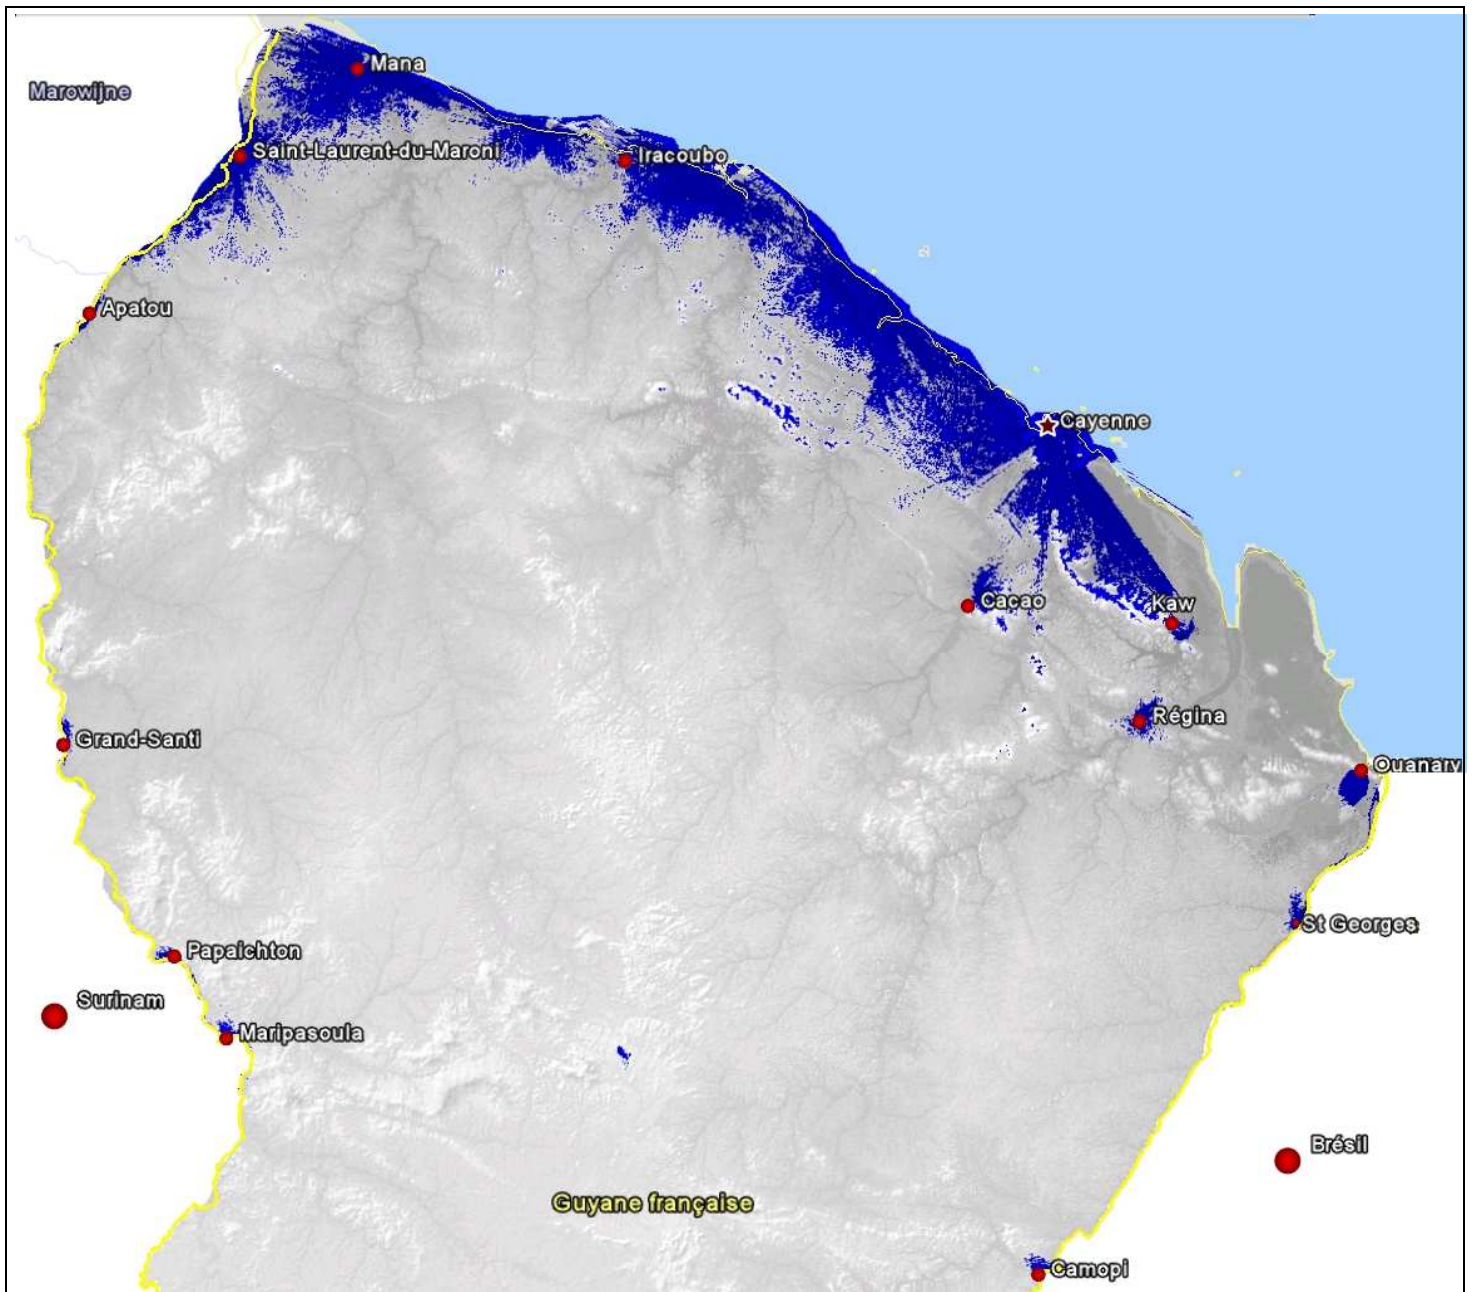 Mana
Marowijne
Saint-Laurent-du-Maroni
Iracoubo
Apatou
Cayenne
Cacao
Kaw
Régina
Grand-Santi
Ouanary
St Georges
Papaichton
Surinam
Maripasoula
Brésil
Guyane française
Camopi